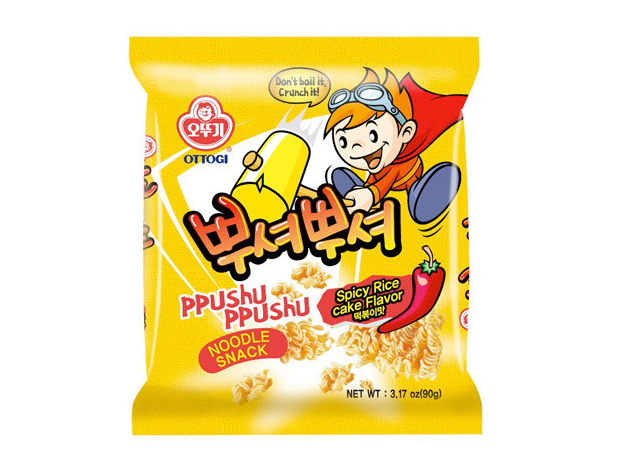 Don't boil it,
Crunch it!
오뚜기
OTTOGI
뿌셔뿌셔
PPUSHU
PPUSHU
NOODLE
SNACK
Spicy Rice
cake Flavor
떡볶이맛
NET WT : 3.17 oz(90g)